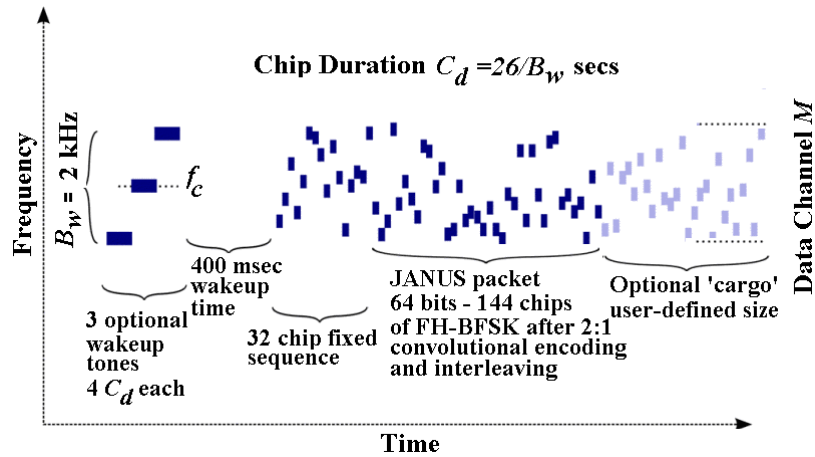 Chip Duration C_d =26/B_w secs
Frequency
B_w = 2 kHz
f_c
400 msec
wakeup
time
3 optional
wakeup
tones
4 C_d each
32 chip fixed
sequence
JANUS packet
64 bits - 144 chips
of FH-BFSK after 2:1
convolutional encoding
and interleaving
Optional 'cargo'
user-defined size
Data Channel M
Time